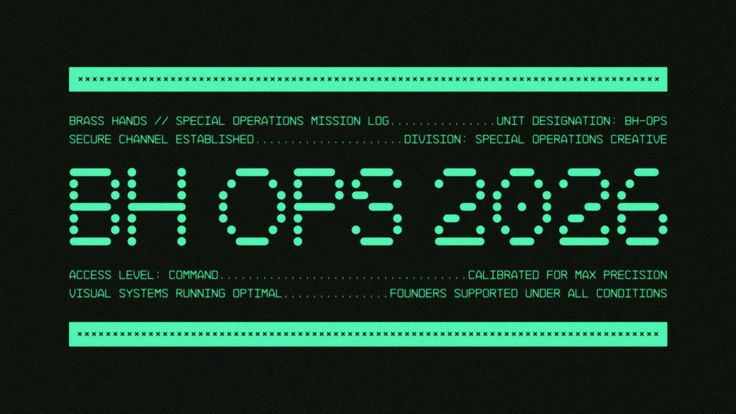 BRASS HANDS // SPECIAL OPERATIONS MISSION LOG...............UNIT DESIGNATION: BH-OPS
SECURE CHANNEL ESTABLISHED.....................DIVISION: SPECIAL OPERATIONS CREATIVE
BH OPS 2026
ACCESS LEVEL: COMMAND...................................CALIBRATED FOR MAX PRECISION
VISUAL SYSTEMS RUNNING OPTIMAL...............FOUNDERS SUPPORTED UNDER ALL CONDITIONS